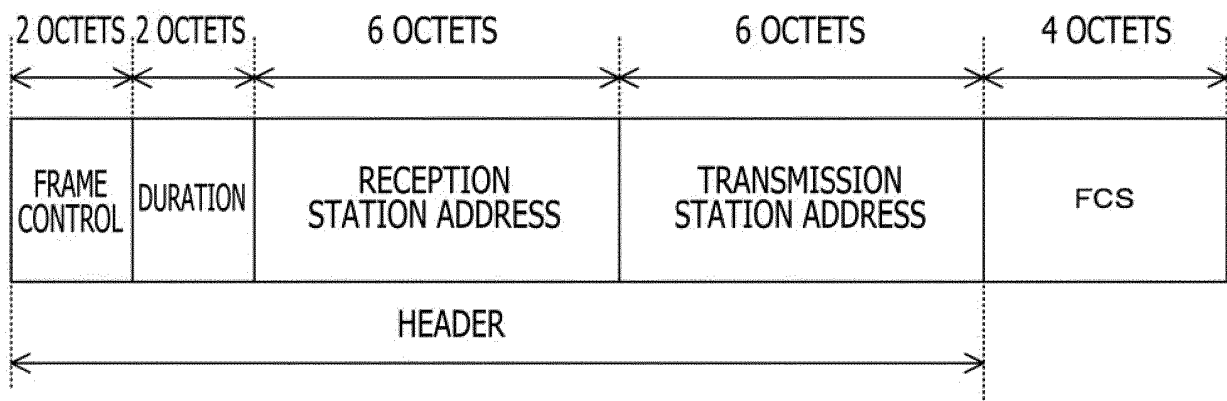 2 OCTETS 2 OCTETS 6 OCTETS 6 OCTETS 4 OCTETS
FRAME
CONTROL
DURATION
RECEPTION
STATION ADDRESS
TRANSMISSION
STATION ADDRESS
FCS
HEADER